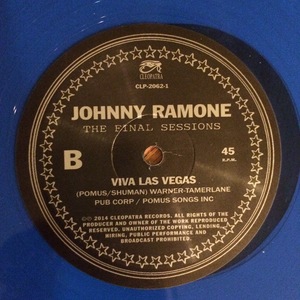 CLEOPATRA
CLP-2062-1
JOHNNY RAMONE
THE FINAL SESSIONS
B
45
R.P.M.
VIVA LAS VEGAS
(POMUS/SHUMAN) WARNER-TAMERLANE
PUB CORP / POMUS SONGS INC
©℗ 2014 CLEOPATRA RECORDS. ALL RIGHTS OF THE
PRODUCER AND OWNER OF THE WORK REPRODUCED
RESERVED. UNAUTHORIZED COPYING, LENDING,
HIRING, PUBLIC PERFORMANCE AND
BROADCAST PROHIBITED.